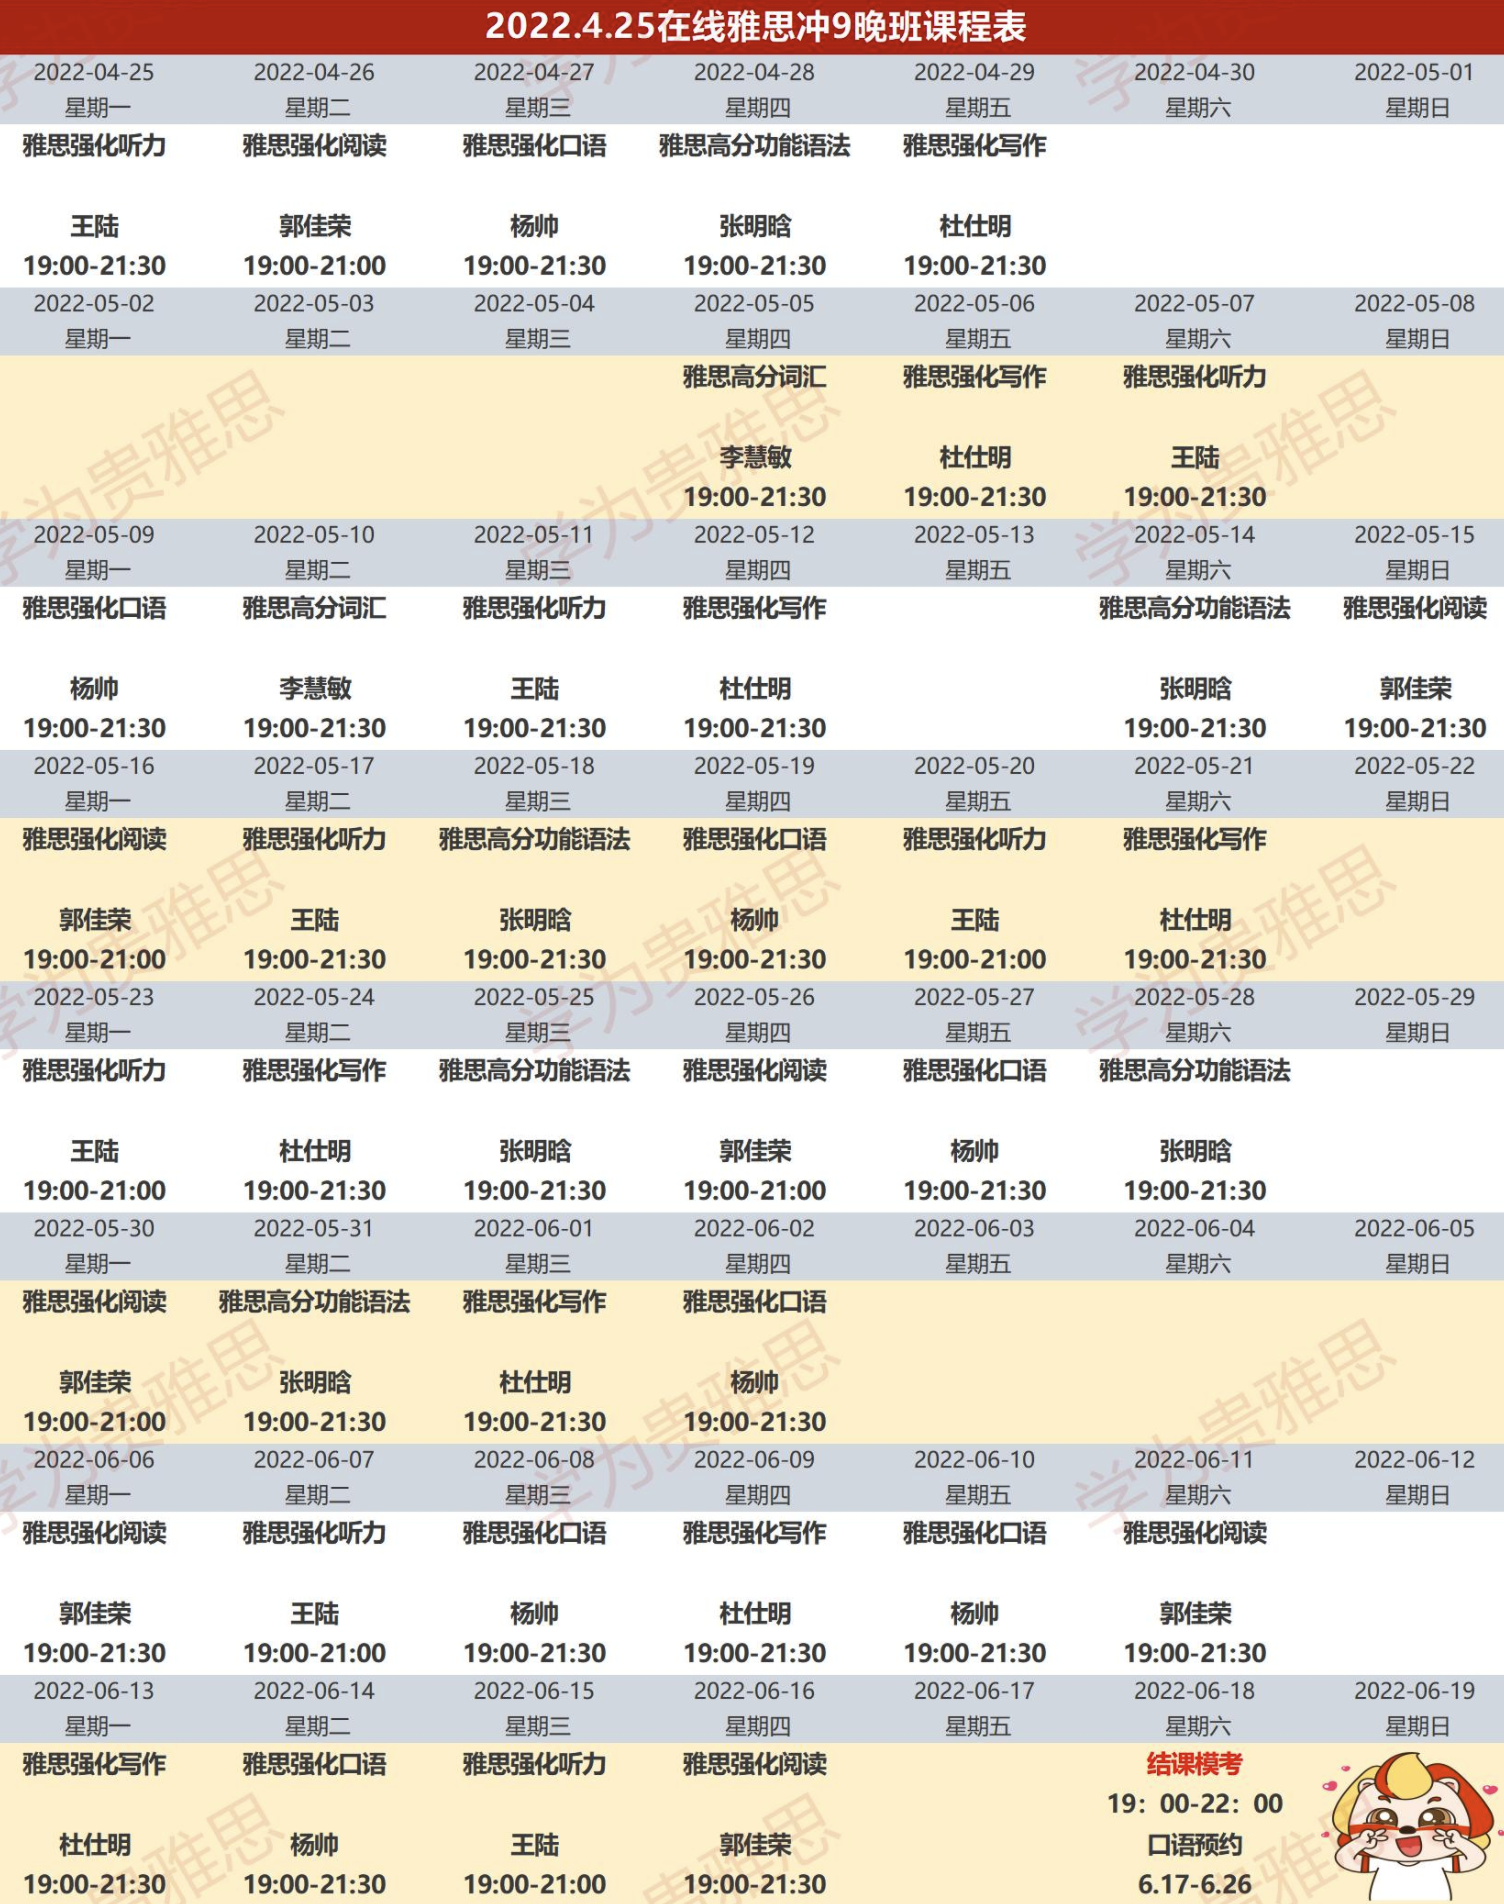 2022.4.25在线雅思冲9晚班课程表
2022-04-25 2022-04-26 2022-04-27 2022-04-28 2022-04-29 2022-04-30 2022-05-01
星期一 星期二 星期三 星期四 星期五 星期六 星期日
雅思强化听力 雅思强化阅读 雅思强化口语 雅思高分功能语法 雅思强化写作
王陆 郭佳荣 杨帅 张明晗 杜仕明
19:00-21:30 19:00-21:00 19:00-21:30 19:00-21:30 19:00-21:30
2022-05-02 2022-05-03 2022-05-04 2022-05-05 2022-05-06 2022-05-07 2022-05-08
星期一 星期二 星期三 星期四 星期五 星期六 星期日
雅思高分词汇 雅思强化写作 雅思强化听力
李慧敏 杜仕明 王陆
19:00-21:30 19:00-21:30 19:00-21:30
2022-05-09 2022-05-10 2022-05-11 2022-05-12 2022-05-13 2022-05-14 2022-05-15
星期一 星期二 星期三 星期四 星期五 星期六 星期日
雅思强化口语 雅思高分词汇 雅思强化听力 雅思强化写作 雅思高分功能语法 雅思强化阅读
杨帅 李慧敏 王陆 杜仕明 张明晗 郭佳荣
19:00-21:30 19:00-21:30 19:00-21:30 19:00-21:30 19:00-21:30 19:00-21:30
2022-05-16 2022-05-17 2022-05-18 2022-05-19 2022-05-20 2022-05-21 2022-05-22
星期一 星期二 星期三 星期四 星期五 星期六 星期日
雅思强化阅读 雅思强化听力 雅思高分功能语法 雅思强化口语 雅思强化听力 雅思强化写作
郭佳荣 王陆 张明晗 杨帅 王陆 杜仕明
19:00-21:00 19:00-21:30 19:00-21:30 19:00-21:30 19:00-21:00 19:00-21:30
2022-05-23 2022-05-24 2022-05-25 2022-05-26 2022-05-27 2022-05-28 2022-05-29
星期一 星期二 星期三 星期四 星期五 星期六 星期日
雅思强化听力 雅思强化写作 雅思高分功能语法 雅思强化阅读 雅思强化口语 雅思高分功能语法
王陆 杜仕明 张明晗 郭佳荣 杨帅 张明晗
19:00-21:00 19:00-21:30 19:00-21:30 19:00-21:00 19:00-21:30 19:00-21:30
2022-05-30 2022-05-31 2022-06-01 2022-06-02 2022-06-03 2022-06-04 2022-06-05
星期一 星期二 星期三 星期四 星期五 星期六 星期日
雅思强化阅读 雅思高分功能语法 雅思强化写作 雅思强化口语
郭佳荣 张明晗 杜仕明 杨帅
19:00-21:00 19:00-21:30 19:00-21:30 19:00-21:30
2022-06-06 2022-06-07 2022-06-08 2022-06-09 2022-06-10 2022-06-11 2022-06-12
星期一 星期二 星期三 星期四 星期五 星期六 星期日
雅思强化阅读 雅思强化听力 雅思强化口语 雅思强化写作 雅思强化口语 雅思强化阅读
郭佳荣 王陆 杨帅 杜仕明 杨帅 郭佳荣
19:00-21:30 19:00-21:00 19:00-21:30 19:00-21:30 19:00-21:30 19:00-21:30
2022-06-13 2022-06-14 2022-06-15 2022-06-16 2022-06-17 2022-06-18 2022-06-19
星期一 星期二 星期三 星期四 星期五 星期六 星期日
雅思强化写作 雅思强化口语 雅思强化听力 雅思强化阅读 结课模考
19：00-22：00
杜仕明 杨帅 王陆 郭佳荣 口语预约
19:00-21:30 19:00-21:30 19:00-21:00 19:00-21:30 6.17-6.26
学为贵雅思